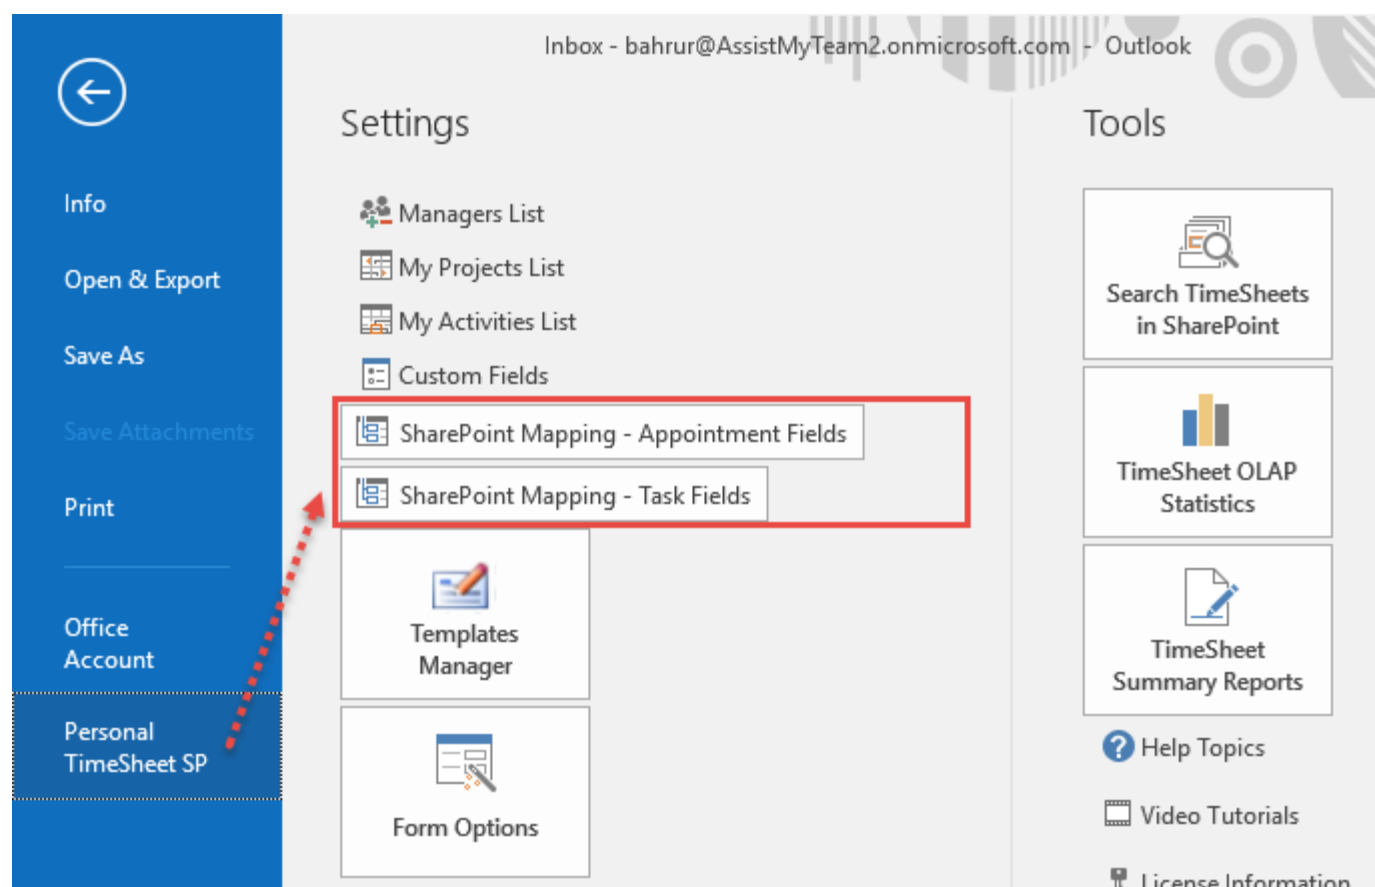 Inbox - bahrur@AssistMyTeam2.onmicrosoft.com - Outlook
Info
Open & Export
Save As
Save Attachments
Print
Office
Account
Personal
TimeSheet SP
Settings
Managers List
My Projects List
My Activities List
Custom Fields
SharePoint Mapping - Appointment Fields
SharePoint Mapping - Task Fields
Templates
Manager
Form Options
Tools
Search TimeSheets
in SharePoint
TimeSheet OLAP
Statistics
TimeSheet
Summary Reports
Help Topics
Video Tutorials
License Information